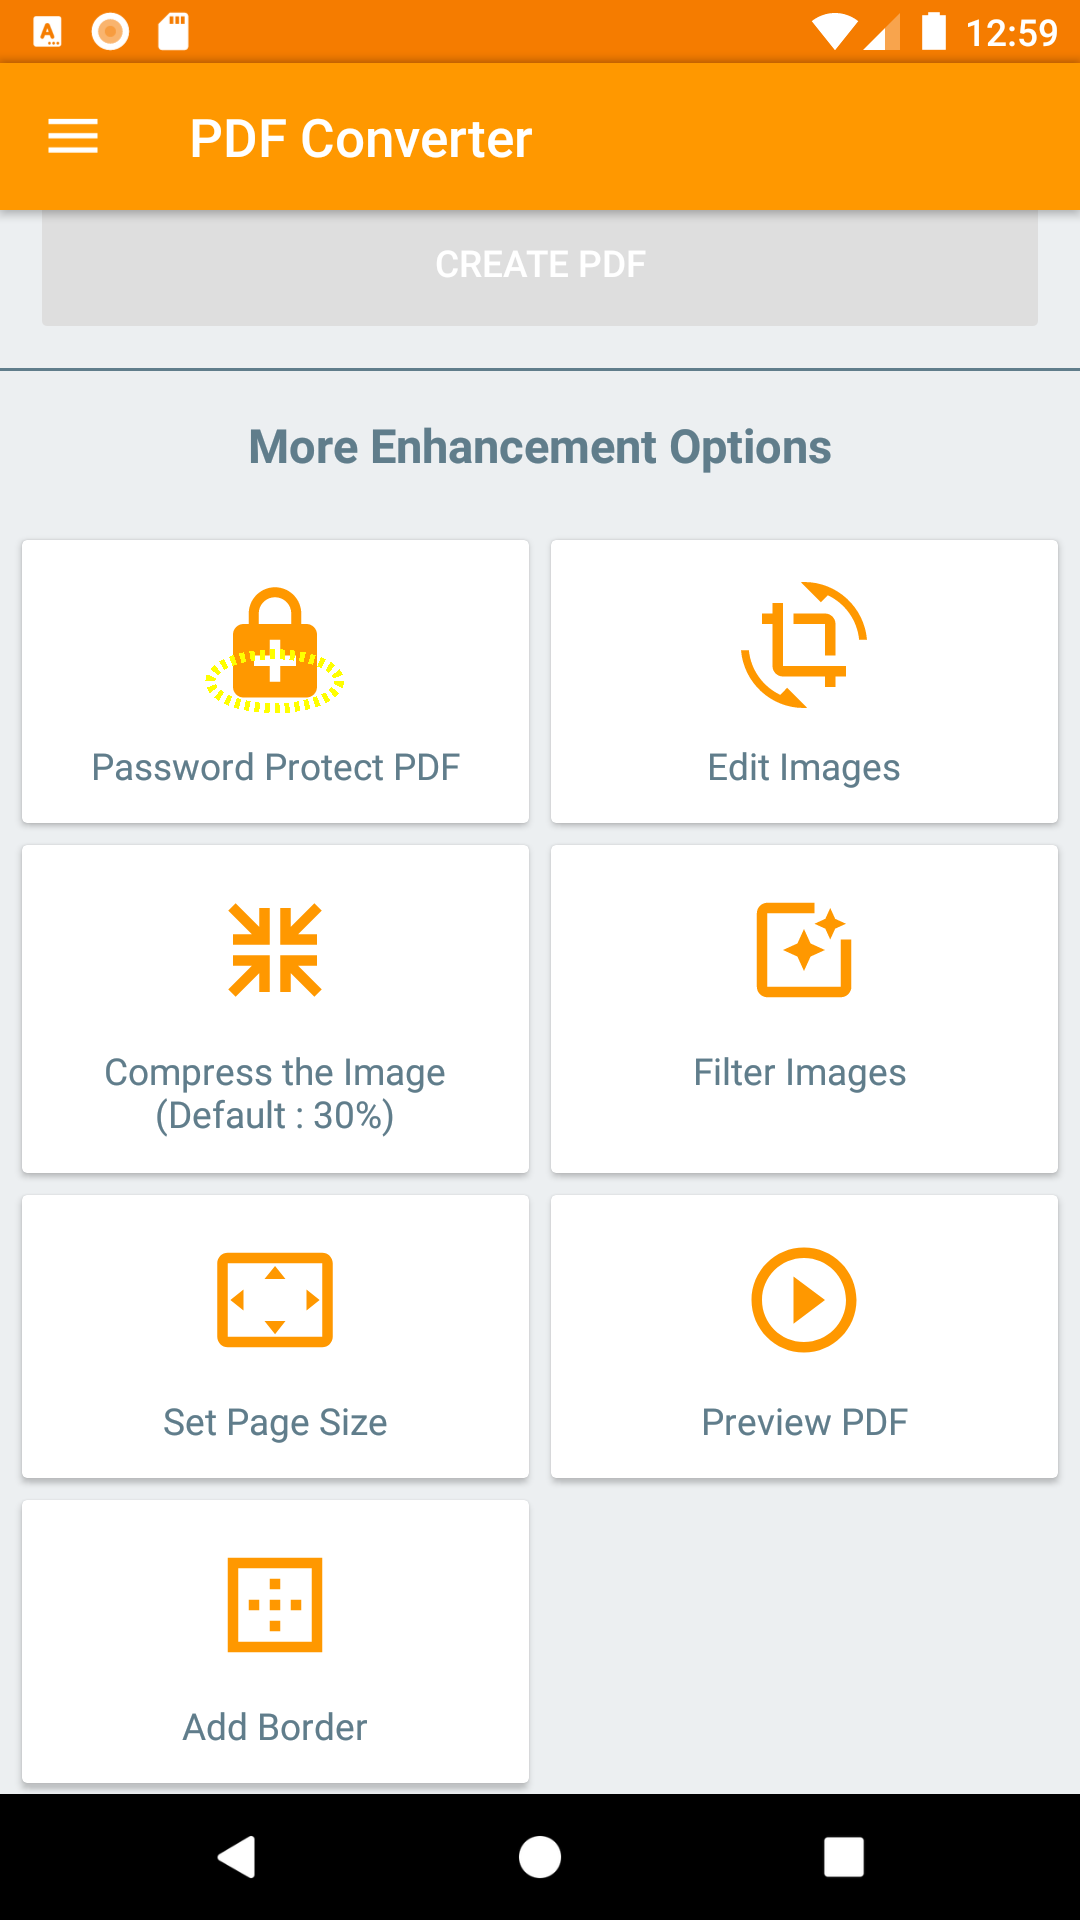 12:59
PDF Converter
CREATE PDF
More Enhancement Options
Password Protect PDF
Edit Images
Compress the Image
(Default : 30%)
Filter Images
Set Page Size
Preview PDF
Add Border